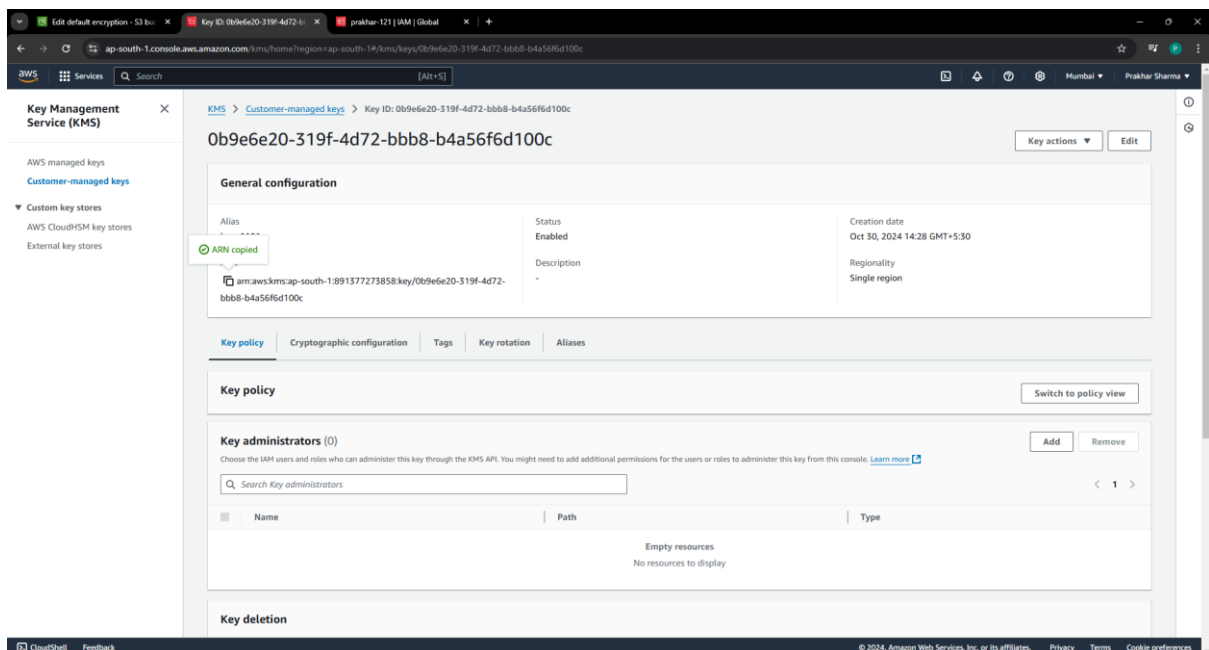 Edit default encryption - S3 bu
Key ID: 0b9e6e20-319f-4d72-b
prakhar-121 | IAM | Global
ap-south-1.console.aws.amazon.com/kms/home?region=ap-south-1#/kms/keys/0b9e6e20-319f-4d72-bbb8-b4a56f6d100c
aws
Services
Search
[Alt+S]
Mumbai
Prakhar Sharma
Key Management
Service (KMS)
AWS managed keys
Customer-managed keys
Custom key stores
AWS CloudHSM key stores
External key stores
KMS > Customer-managed keys > Key ID: 0b9e6e20-319f-4d72-bbb8-b4a56f6d100c
0b9e6e20-319f-4d72-bbb8-b4a56f6d100c
Key actions
Edit
General configuration
Alias
ARN copied
arn:aws:kms:ap-south-1:891377273858:key/0b9e6e20-319f-4d72-
bbb8-b4a56f6d100c
Status
Enabled
Description
-
Creation date
Oct 30, 2024 14:28 GMT+5:30
Regionality
Single region
Key policy
Cryptographic configuration
Tags
Key rotation
Aliases
Key policy
Switch to policy view
Key administrators (0)
Add
Remove
Choose the IAM users and roles who can administer this key through the KMS API. You might need to add additional permissions for the users or roles to administer this key from this console. Learn more
Search Key administrators
1
Name
Path
Type
Empty resources
No resources to display
Key deletion
CloudShell
Feedback
© 2024, Amazon Web Services, Inc. or its affiliates.
Privacy
Terms
Cookie preferences